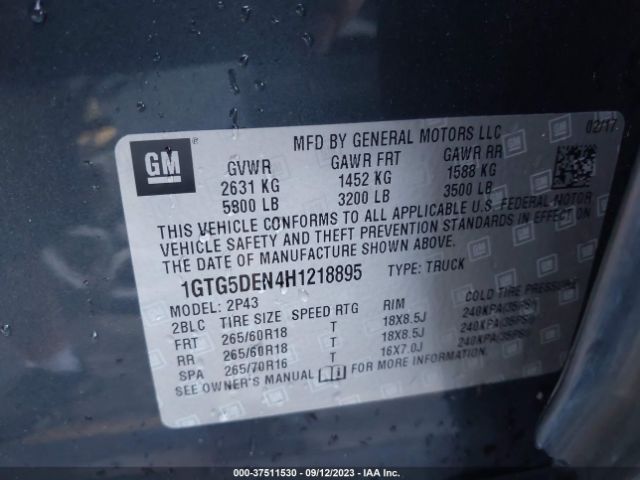 MFD BY GENERAL MOTORS LLC 02/17
GM ®
GVWR GAWR FRT GAWR RR
2631 KG 1452 KG 1588 KG
5800 LB 3200 LB 3500 LB
THIS VEHICLE CONFORMS TO ALL APPLICABLE U.S. FEDERAL MOTOR
VEHICLE SAFETY AND THEFT PREVENTION STANDARDS IN EFFECT ON
THE DATE OF MANUFACTURE SHOWN ABOVE.
1GTG5DEN4H1218895 TYPE: TRUCK
MODEL: 2P43
2BLC TIRE SIZE SPEED RTG RIM COLD TIRE PRESSURE
FRT 265/60R18 T 18X8.5J 240KPA(35PSI)
RR 265/60R18 T 18X8.5J 240KPA(35PSI)
SPA 265/70R16 T 16X7.0J 240KPA(35PSI)
SEE OWNER'S MANUAL FOR MORE INFORMATION.
000-37511530 - 09/12/2023 - IAA Inc.